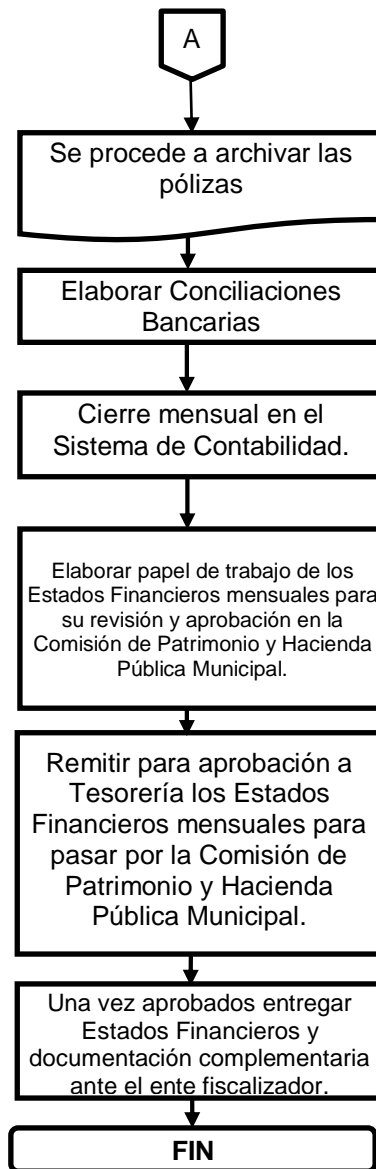 A
Se procede a archivar las
pólizas
Elaborar Conciliaciones
Bancarias
Cierre mensual en el
Sistema de Contabilidad.
Elaborar papel de trabajo de los
Estados Financieros mensuales para
su revisión y aprobación en la
Comisión de Patrimonio y Hacienda
Pública Municipal.
Remitir para aprobación a
Tesorería los Estados
Financieros mensuales para
pasar por la Comisión de
Patrimonio y Hacienda
Pública Municipal.
Una vez aprobados entregar
Estados Financieros y
documentación complementaria
ante el ente fiscalizador.
FIN